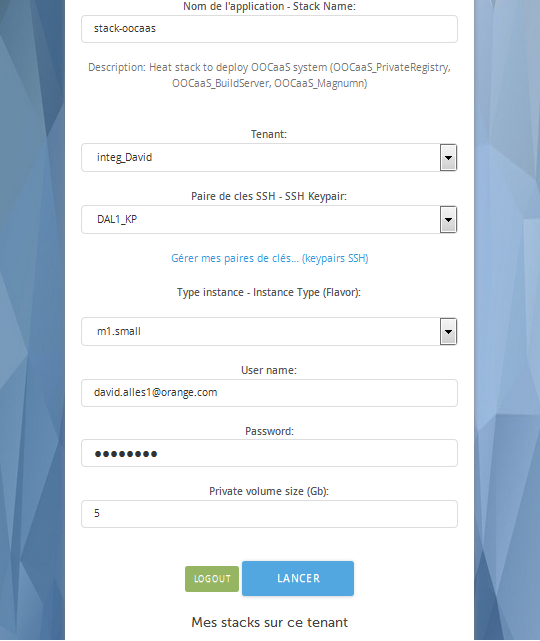 Nom de l'application - Stack Name:
stack-oocaas
Description: Heat stack to deploy OOCaaS system (OOCaaS_PrivateRegistry,
OOCaaS_BuildServer, OOCaaS_Magnumn)
Tenant:
integ_David
Paire de cles SSH - SSH Keypair:
DAL1_KP
Gérer mes paires de clés... (keypairs SSH)
Type instance - Instance Type (Flavor):
m1.small
User name:
david.alles1@orange.com
Password:
●●●●●●●●
Private volume size (Gb):
5
LOGOUT LANCER
Mes stacks sur ce tenant